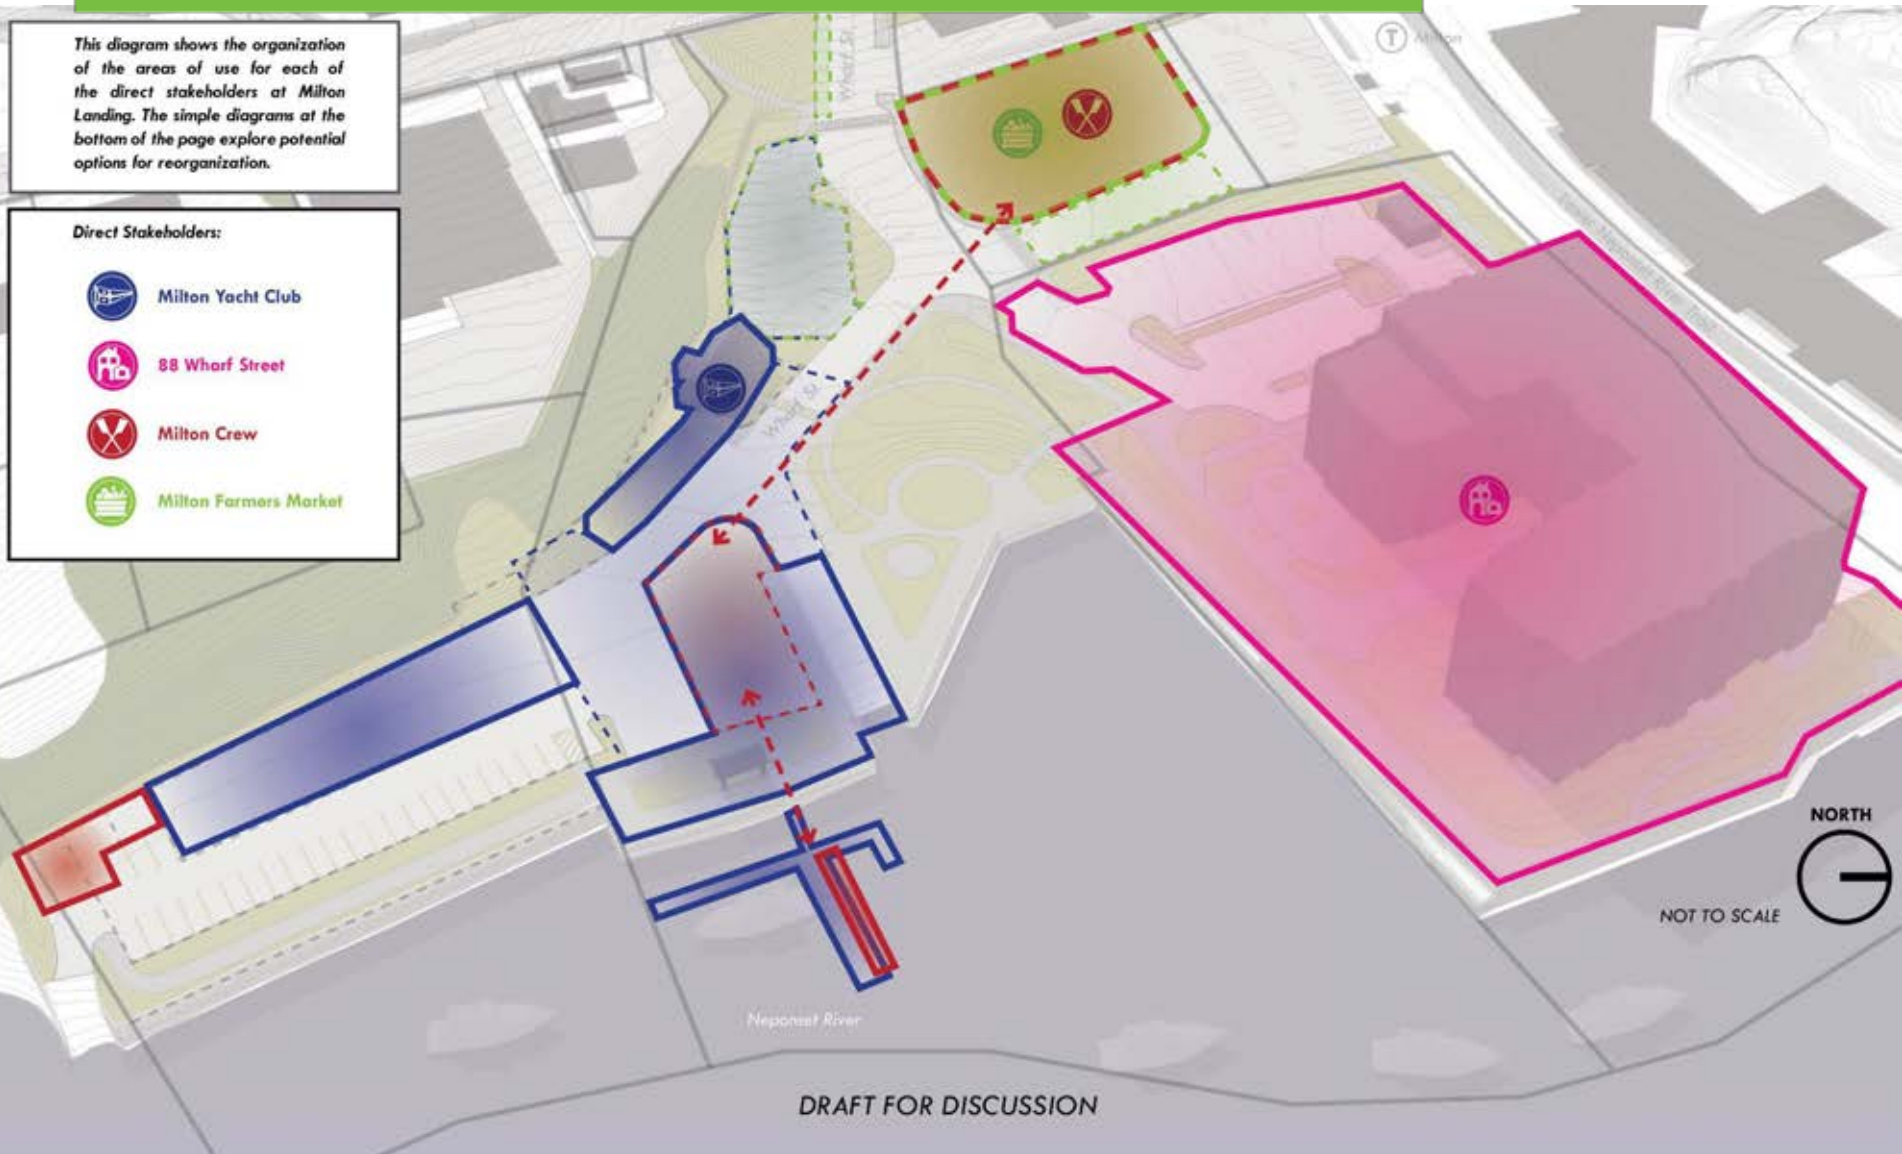 This diagram shows the organization
of the areas of use for each of
the direct stakeholders at Milton
Landing. The simple diagrams at the
bottom of the page explore potential
options for reorganization.
Direct Stakeholders:
Milton Yacht Club
88 Wharf Street
Milton Crew
Milton Farmers Market
Wharf St
T Milton
Wharf St
Neponset River
NORTH
NOT TO SCALE
DRAFT FOR DISCUSSION